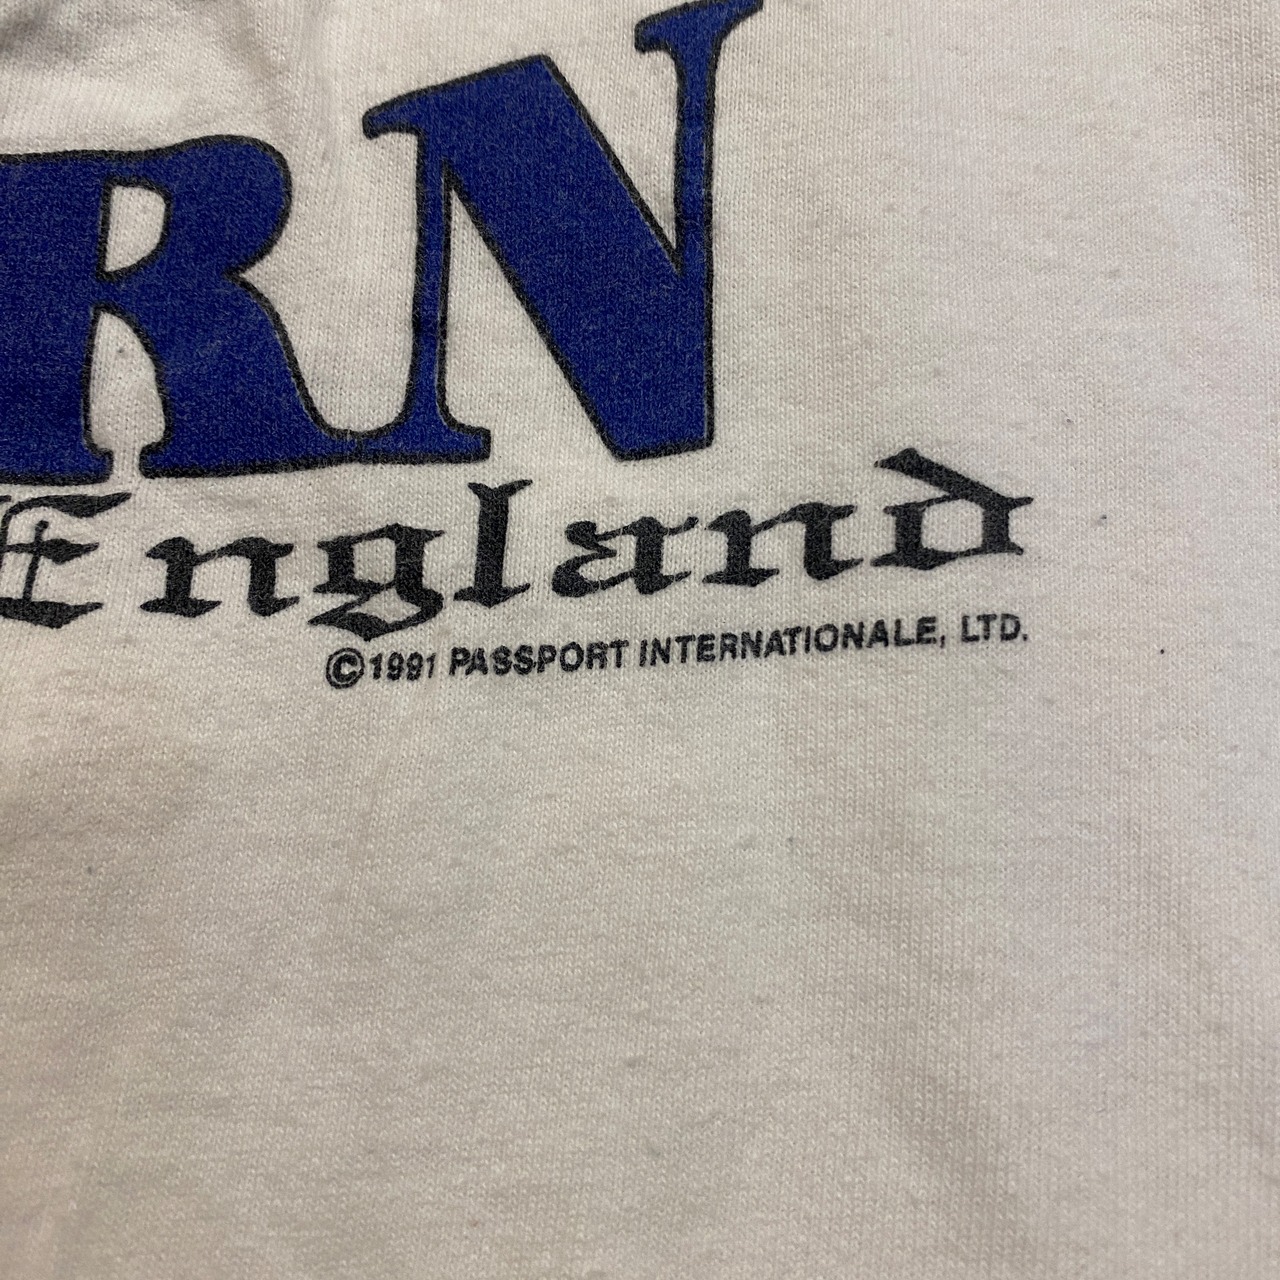 RN
England
©1991 PASSPORT INTERNATIONALE, LTD.